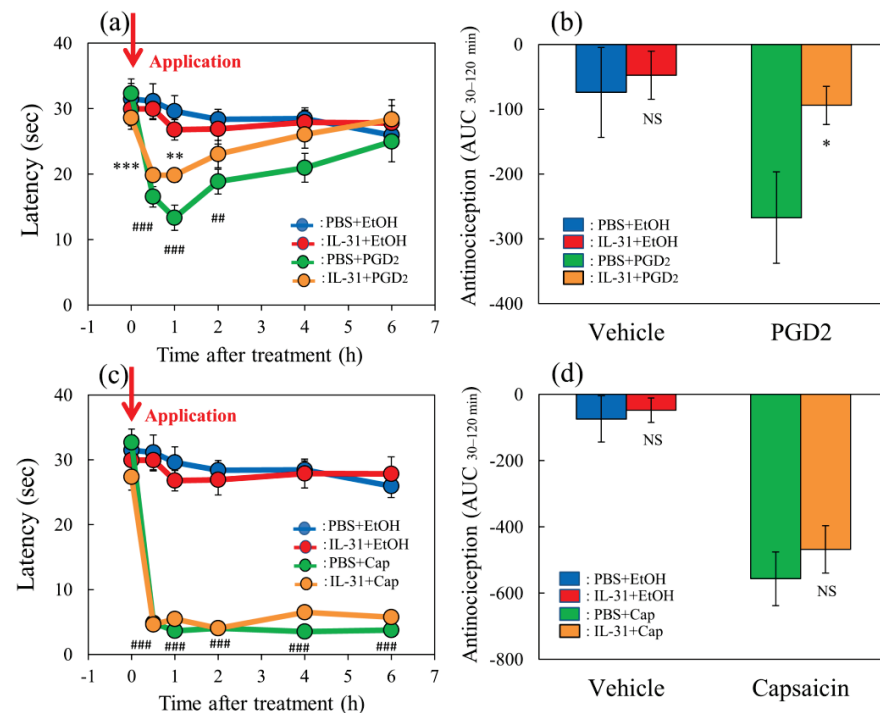 (a)
Application
Latency (sec)
40
30
20
10
0
***
**
###
###
##
: PBS+EtOH
: IL-31+EtOH
: PBS+PGD2
: IL-31+PGD2
-1 0 1 2 3 4 5 6 7
Time after treatment (h)
(b)
Antinociception (AUC 30–120 min)
0
-100
-200
-300
-400
NS
*
: PBS+EtOH
: IL-31+EtOH
: PBS+PGD2
: IL-31+PGD2
Vehicle PGD2
(c)
Application
Latency (sec)
40
30
20
10
0
: PBS+EtOH
: IL-31+EtOH
: PBS+Cap
: IL-31+Cap
### ### ### ### ###
-1 0 1 2 3 4 5 6 7
Time after treatment (h)
(d)
Antinociception (AUC 30–120 min)
0
-200
-400
-600
-800
NS
NS
: PBS+EtOH
: IL-31+EtOH
: PBS+Cap
: IL-31+Cap
Vehicle Capsaicin